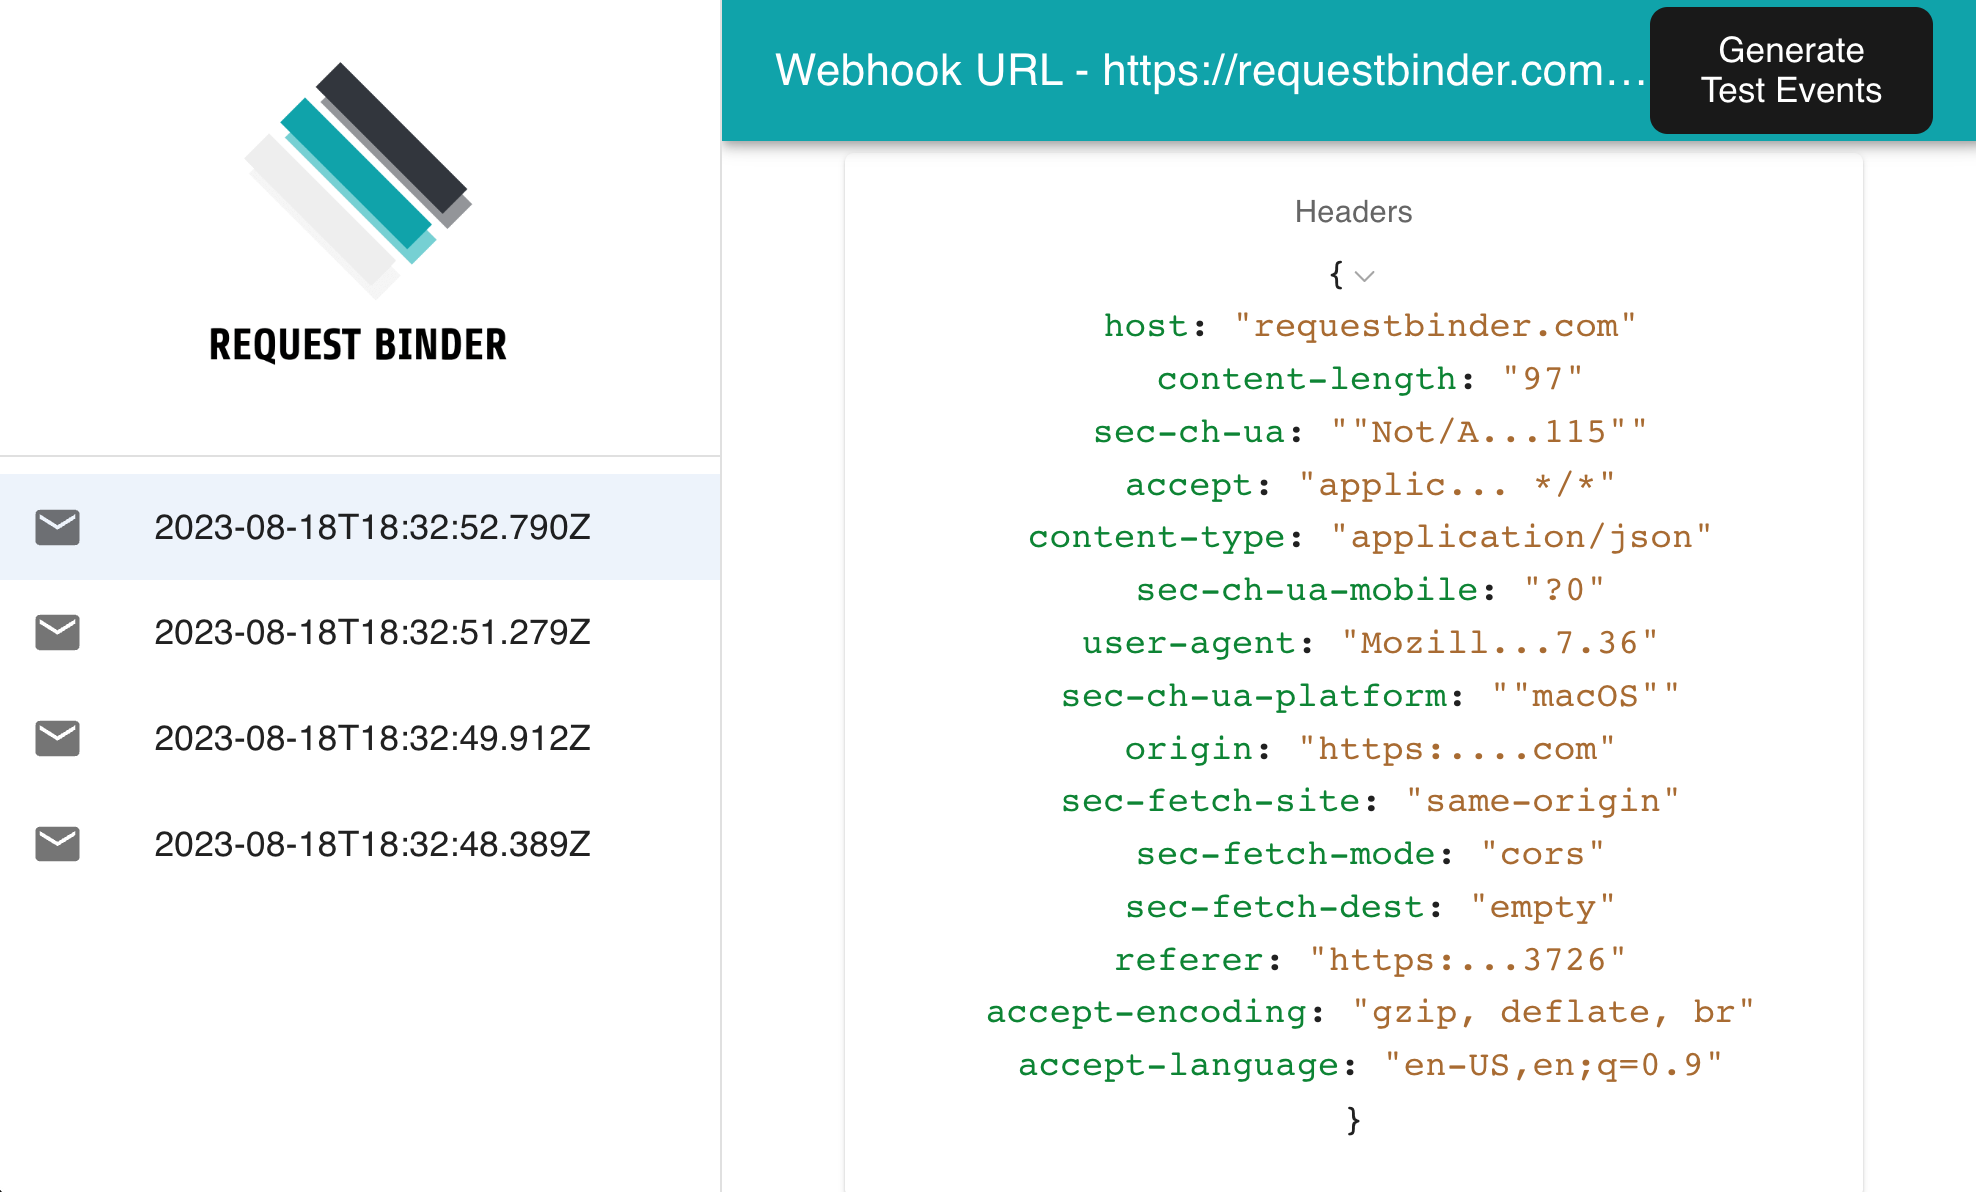 REQUEST BINDER
2023-08-18T18:32:52.790Z
2023-08-18T18:32:51.279Z
2023-08-18T18:32:49.912Z
2023-08-18T18:32:48.389Z
Webhook URL - https://requestbinder.com...
Generate
Test Events
Headers
{
host: "requestbinder.com"
content-length: "97"
sec-ch-ua: ""Not/A...115""
accept: "applic... */*"
content-type: "application/json"
sec-ch-ua-mobile: "?0"
user-agent: "Mozill...7.36"
sec-ch-ua-platform: ""macOS""
origin: "https:....com"
sec-fetch-site: "same-origin"
sec-fetch-mode: "cors"
sec-fetch-dest: "empty"
referer: "https:...3726"
accept-encoding: "gzip, deflate, br"
accept-language: "en-US,en;q=0.9"
}